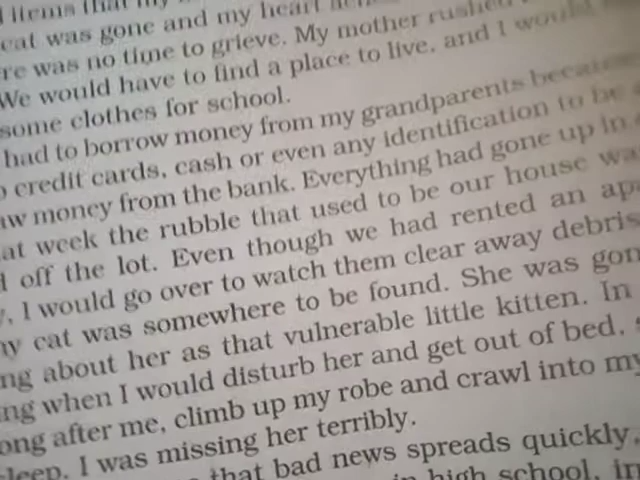 items that my
cat was gone and my heart
re was no time to grieve. My mother rushed
We would have to find a place to live, and I would
some clothes for school.
had to borrow money from my grandparents because
credit cards, cash or even any identification to be
aw money from the bank. Everything had gone up in
at week the rubble that used to be our house wa
off the lot. Even though we had rented an apa
, I would go over to watch them clear away debris
y cat was somewhere to be found. She was gon
ng about her as that vulnerable little kitten. In
ng when I would disturb her and get out of bed, s
ong after me, climb up my robe and crawl into my
sleep. I was missing her terribly.
that bad news spreads quickly,
in high school, in